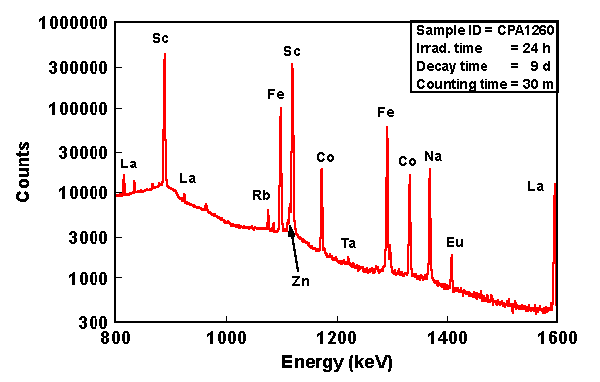 1000000
300000
100000
30000
10000
3000
1000
300
Counts
Sample ID = CPA1260
Irrad. time = 24 h
Decay time = 9 d
Counting time = 30 m
Sc
Sc
Fe
Fe
La
La
Rb
Co
Ta
Zn
Co
Na
Eu
La
800 1000 1200 1400 1600
Energy (keV)